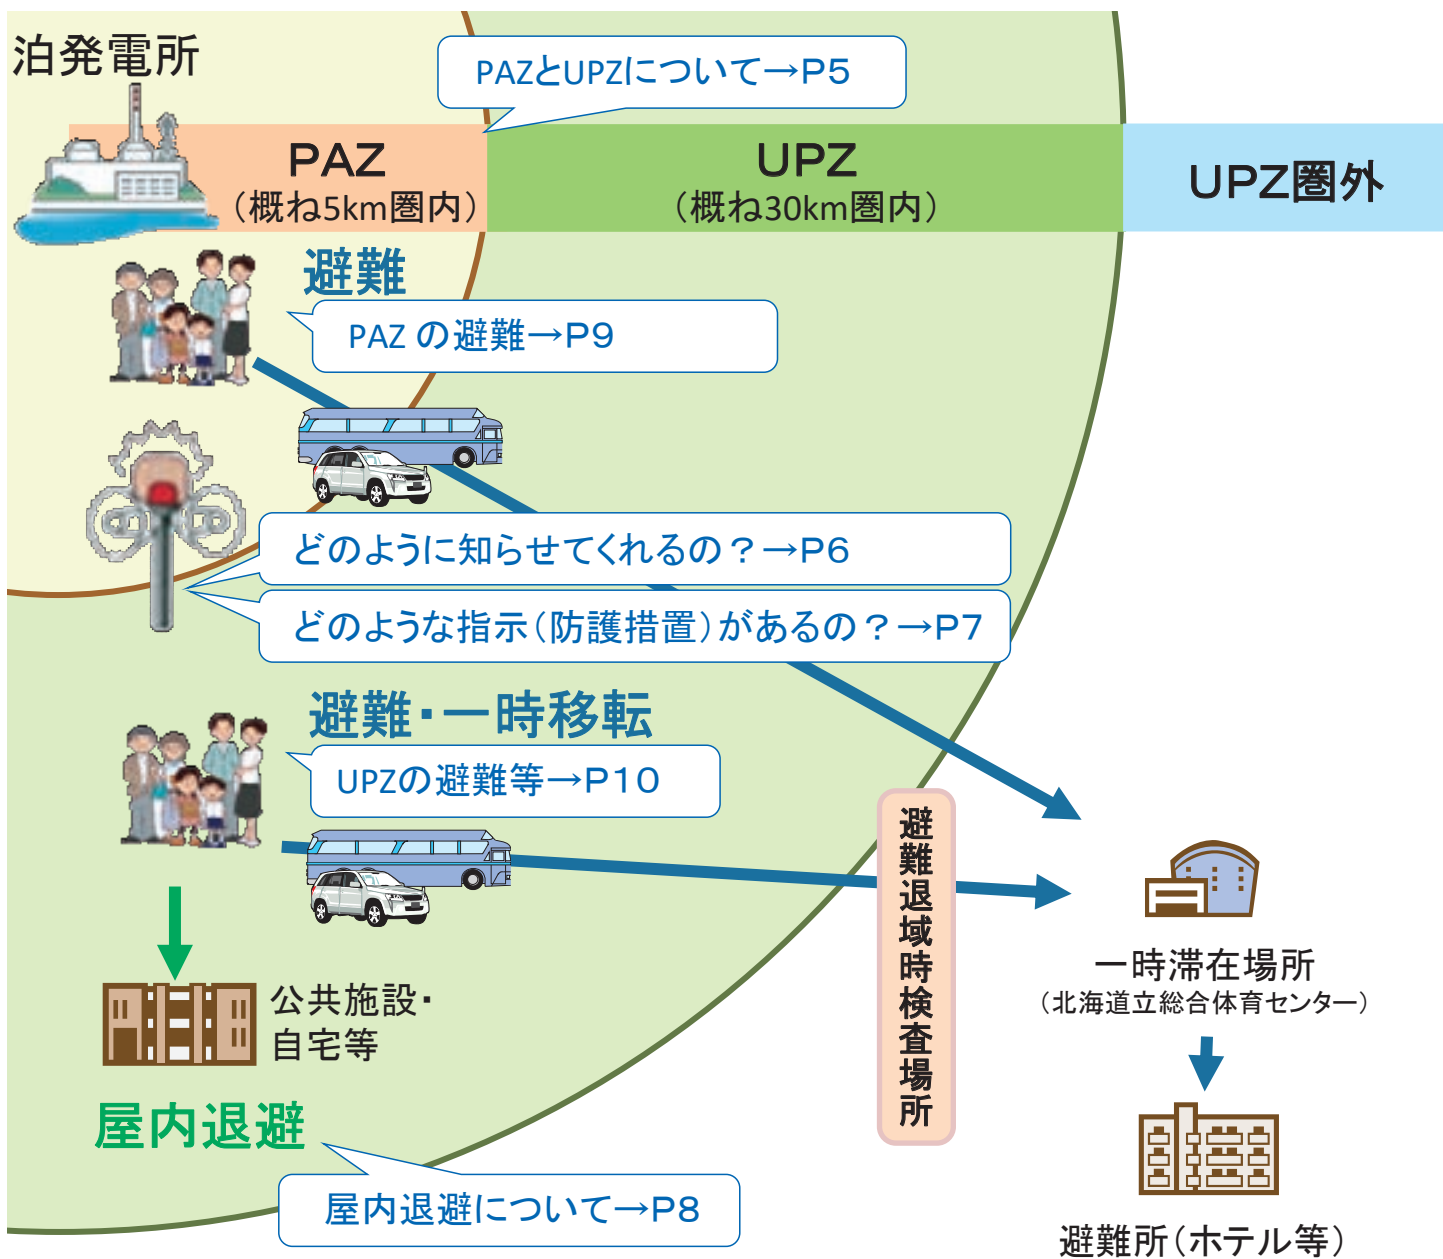 泊発電所
PAZとUPZについて→P5
PAZ
（概ね5km圏内）
UPZ
（概ね30km圏内）
UPZ圏外
避難
PAZ の避難→P9
どのように知らせてくれるの？→P6
どのような指示（防護措置）があるの？→P7
避難・一時移転
UPZの避難等→P10
避難退域時検査場所
公共施設・
自宅等
屋内退避
屋内退避について→P8
一時滞在場所
（北海道立総合体育センター）
避難所（ホテル等）